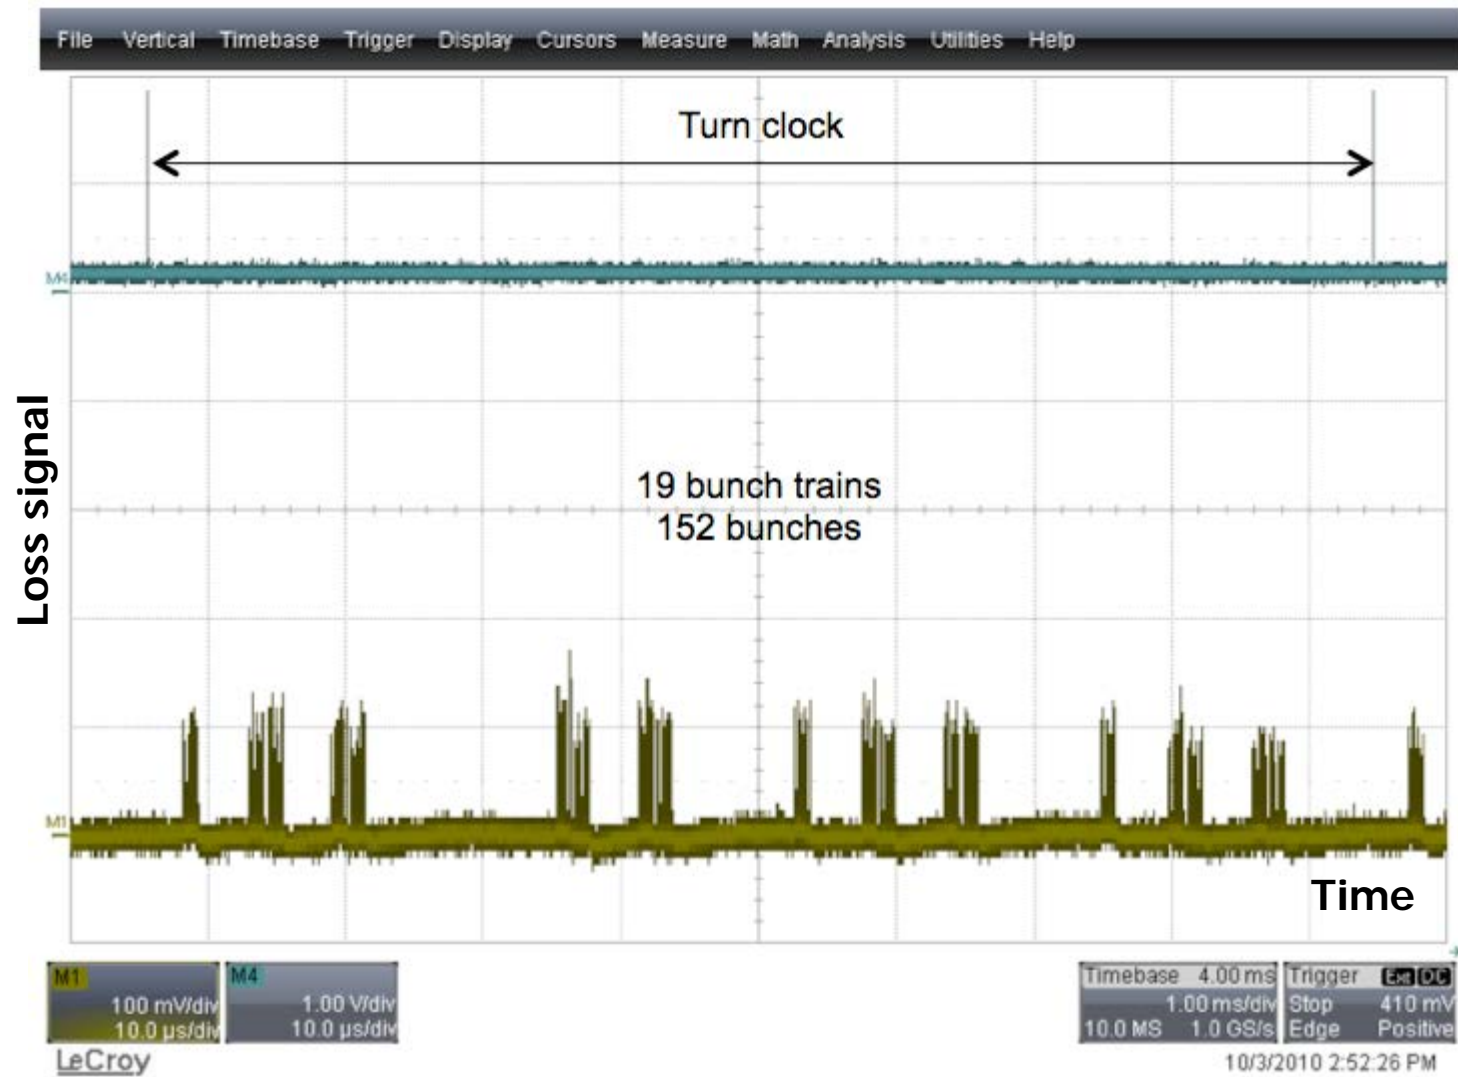 File Vertical Timebase Trigger Display Cursors Measure Math Analysis Utilities Help
Turn clock
M4
Loss signal
19 bunch trains
152 bunches
M1
Time
M1
100 mV/div
10.0 µs/div
M4
1.00 V/div
10.0 µs/div
Timebase 4.00 ms
1.00 ms/div
10.0 MS 1.0 GS/s
Trigger Ext DC
Stop 410 mV
Edge Positive
LeCroy
10/3/2010 2:52:26 PM